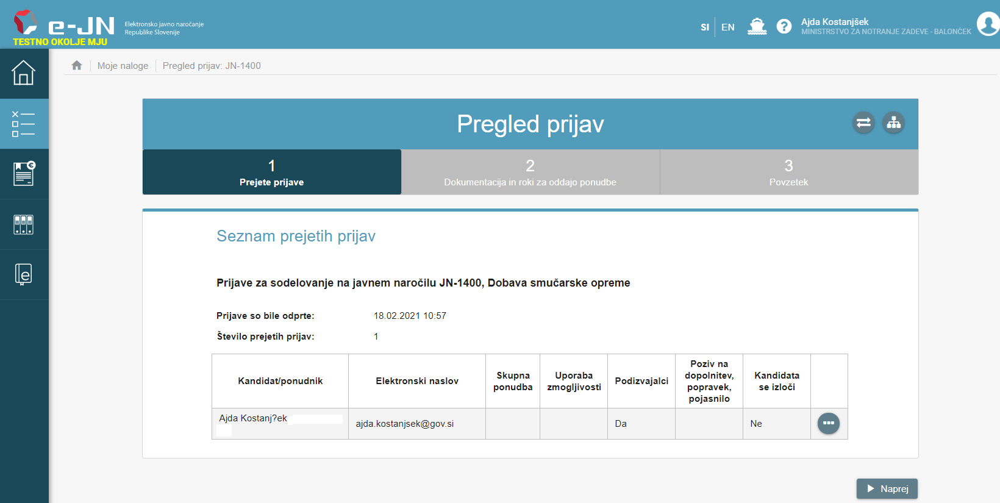 e-JN
Elektronsko javno naročanje
Republike Slovenije
TESTNO OKOLJE MJU
SI
EN
?
Ajda Kostanjšek
MINISTRSTVO ZA NOTRANJE ZADEVE - BALONČEK
Moje naloge
Pregled prijav: JN-1400
Pregled prijav
1
Prejete prijave
2
Dokumentacija in roki za oddajo ponudbe
3
Povzetek
Seznam prejetih prijav
Prijave za sodelovanje na javnem naročilu JN-1400, Dobava smučarske opreme
Prijave so bile odprte: 18.02.2021 10:57
Število prejetih prijav: 1
Kandidat/ponudnik
Elektronski naslov
Skupna
ponudba
Uporaba
zmogljivosti
Podizvajalci
Poziv na
dopolnitev,
popravek,
pojasnilo
Kandidata
se izloči
Ajda Kostanj?ek
ajda.kostanjsek@gov.si
Da
Ne
Naprej